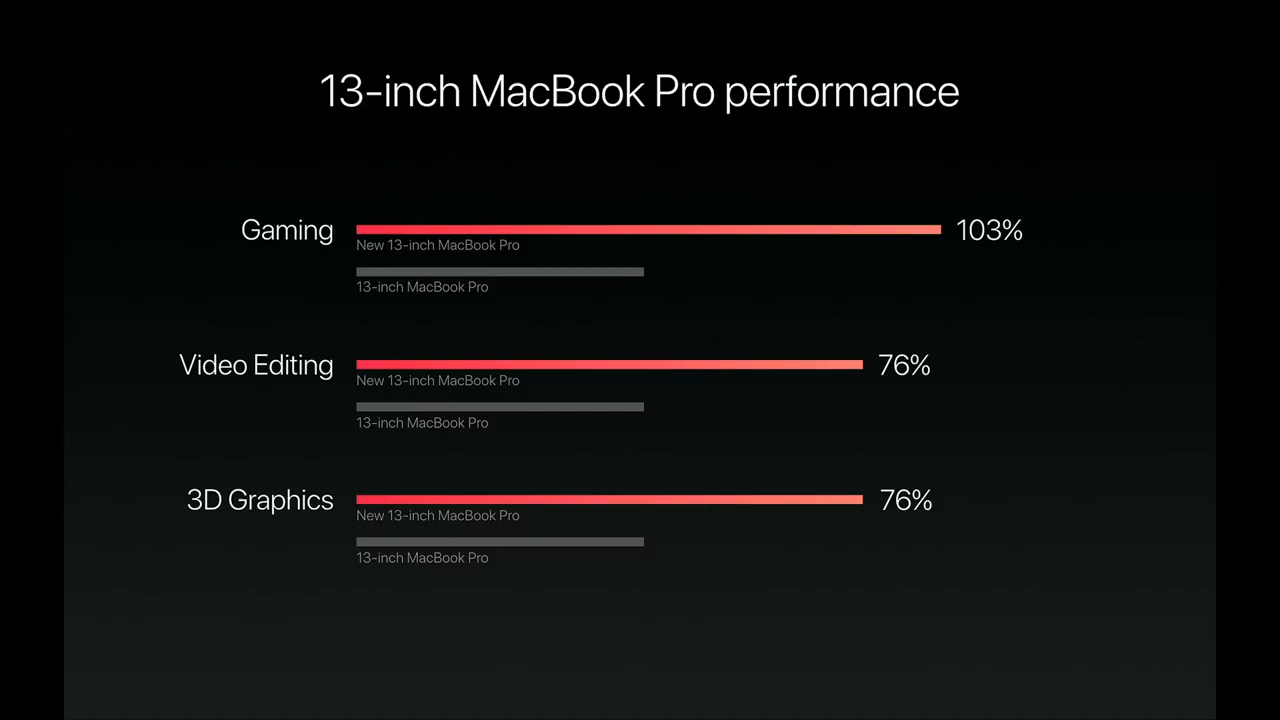 13-inch MacBook Pro performance
Gaming
103%
New 13-inch MacBook Pro
13-inch MacBook Pro
Video Editing
76%
New 13-inch MacBook Pro
13-inch MacBook Pro
3D Graphics
76%
New 13-inch MacBook Pro
13-inch MacBook Pro